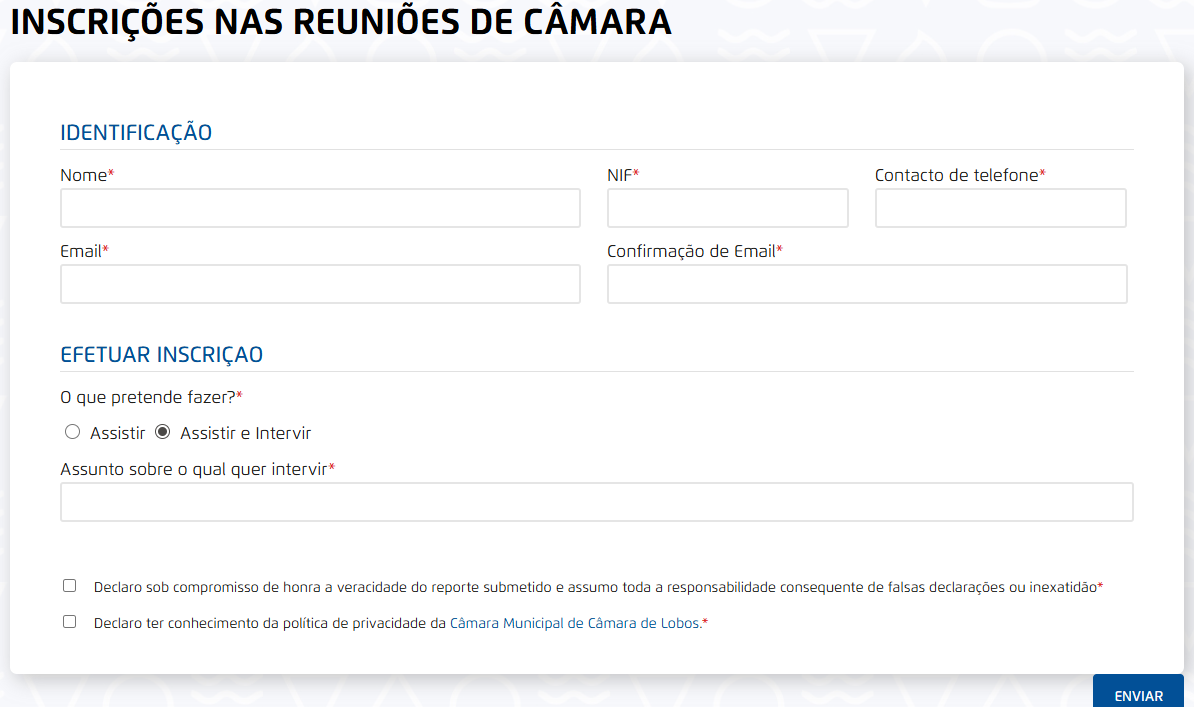 INSCRIÇÕES NAS REUNIÕES DE CÂMARA
IDENTIFICAÇÃO
Nome* NIF* Contacto de telefone*
Email* Confirmação de Email*
EFETUAR INSCRIÇAO
O que pretende fazer?*
Assistir Assistir e Intervir
Assunto sobre o qual quer intervir*
Declaro sob compromisso de honra a veracidade do reporte submetido e assumo toda a responsabilidade consequente de falsas declarações ou inexatidão*
Declaro ter conhecimento da política de privacidade da Câmara Municipal de Câmara de Lobos.*
ENVIAR